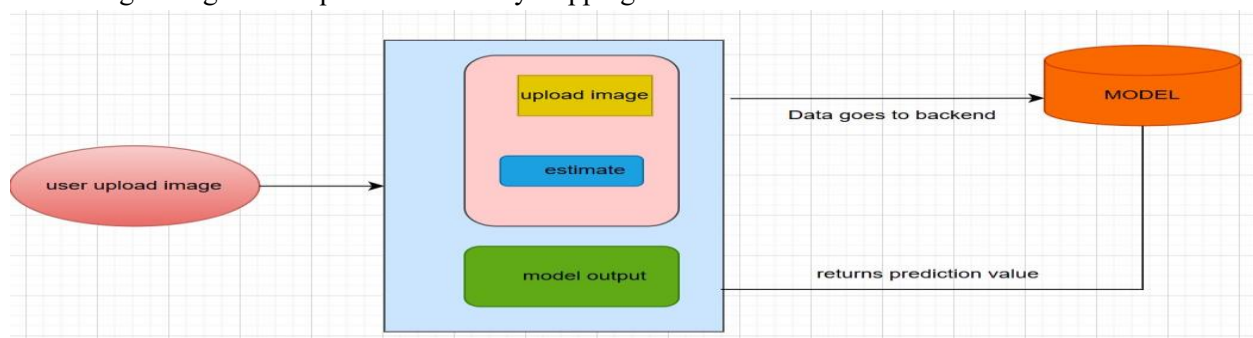 upload image
MODEL
Data goes to backend
estimate
user upload image
model output
returns prediction value